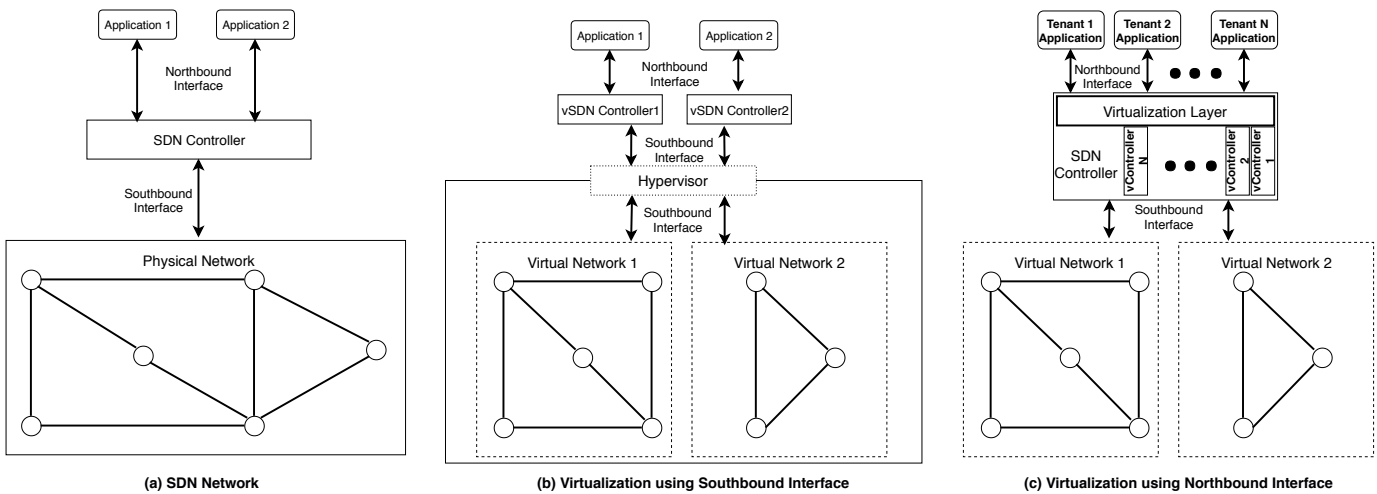 Application 1
Application 2
Northbound
Interface
SDN Controller
Southbound
Interface
Physical Network
(a) SDN Network
Application 1
Application 2
Northbound
Interface
vSDN Controller1
vSDN Controller2
Southbound
Interface
Hypervisor
Southbound
Interface
Virtual Network 1
Virtual Network 2
(b) Virtualization using Southbound Interface
Tenant 1
Application
Tenant 2
Application
Tenant N
Application
Northbound
Interface
Virtualization Layer
SDN
Controller
vController
N
vController
2
vController
1
Southbound
Interface
Virtual Network 1
Virtual Network 2
(c) Virtualization using Northbound Interface